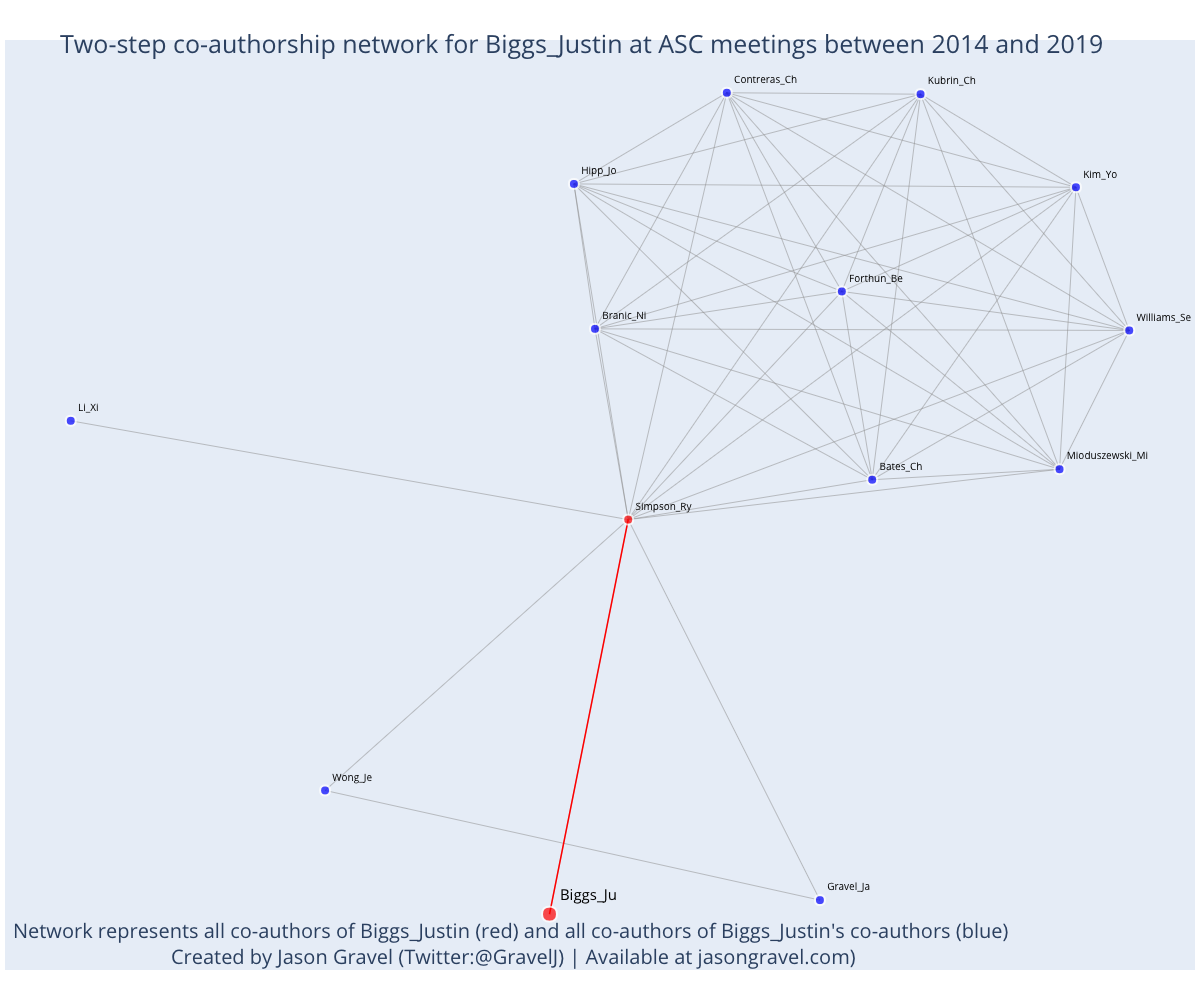 Two-step co-authorship network for Biggs_Justin at ASC meetings between 2014 and 2019
Contreras_Ch
Kubrin_Ch
Hipp_Jo
Kim_Yo
Forthun_Be
Branic_Ni
Williams_Se
Li_Xi
Mioduszewski_Mi
Bates_Ch
Simpson_Ry
Wong_Je
Gravel_Ja
Biggs_Ju
Network represents all co-authors of Biggs_Justin (red) and all co-authors of Biggs_Justin's co-authors (blue)
Created by Jason Gravel (Twitter:@GravelJ) | Available at jasongravel.com)